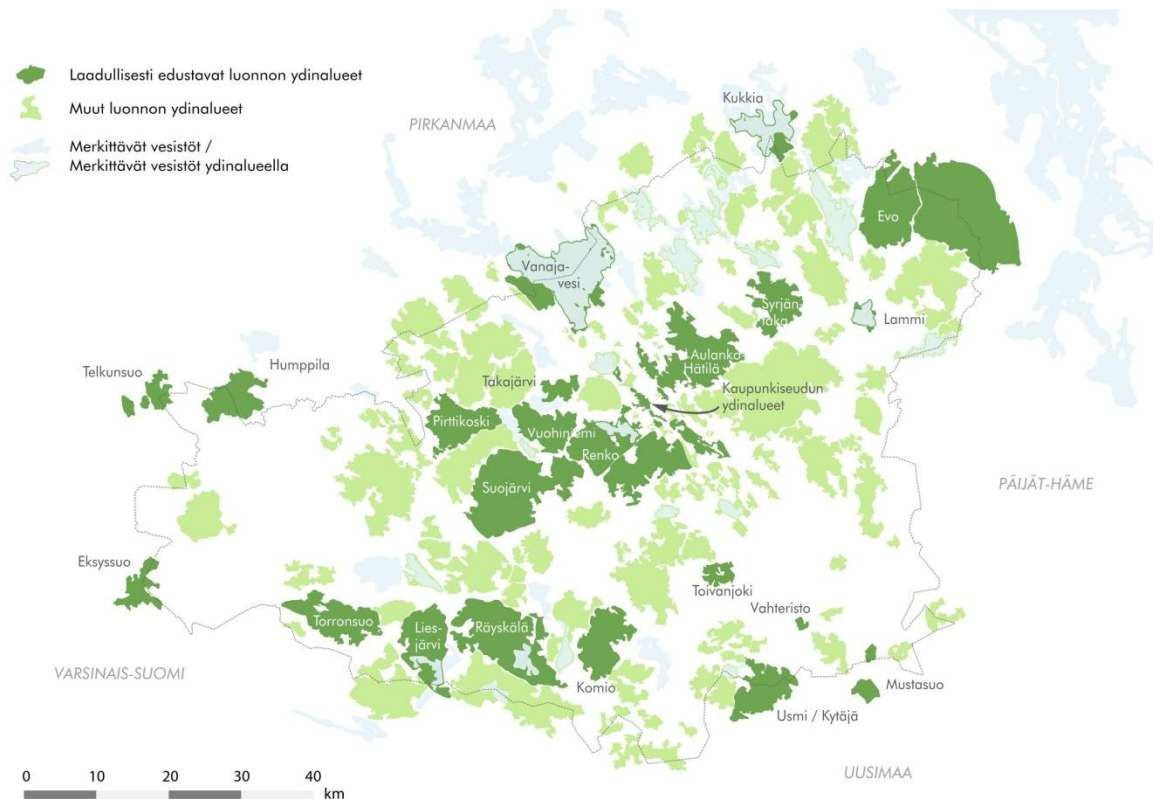 Laadullisesti edustavat luonnon ydinalueet
Muut luonnon ydinalueet
Merkittävät vesistöt /
Merkittävät vesistöt ydinalueella
PIRKANMAA
Kukkia
Evo
Vanaja-
vesi
Syrjän-
taka
Lammi
Aulanko-
Hätilä
Telkunsuo
Humppila
Takajärvi
Kaupunkiseudun
ydinalueet
Pirttikoski
Vuohiniemi
Renko
Suojärvi
PÄIJÄT-HÄME
Eksyssuo
Toivanjoki
Vahteristo
Torronsuo
Lies-
järvi
Räyskälä
VARSINAIS-SUOMI
Komio
Mustasuo
Usmi / Kytäjä
UUSIMAA
0 10 20 30 40
km